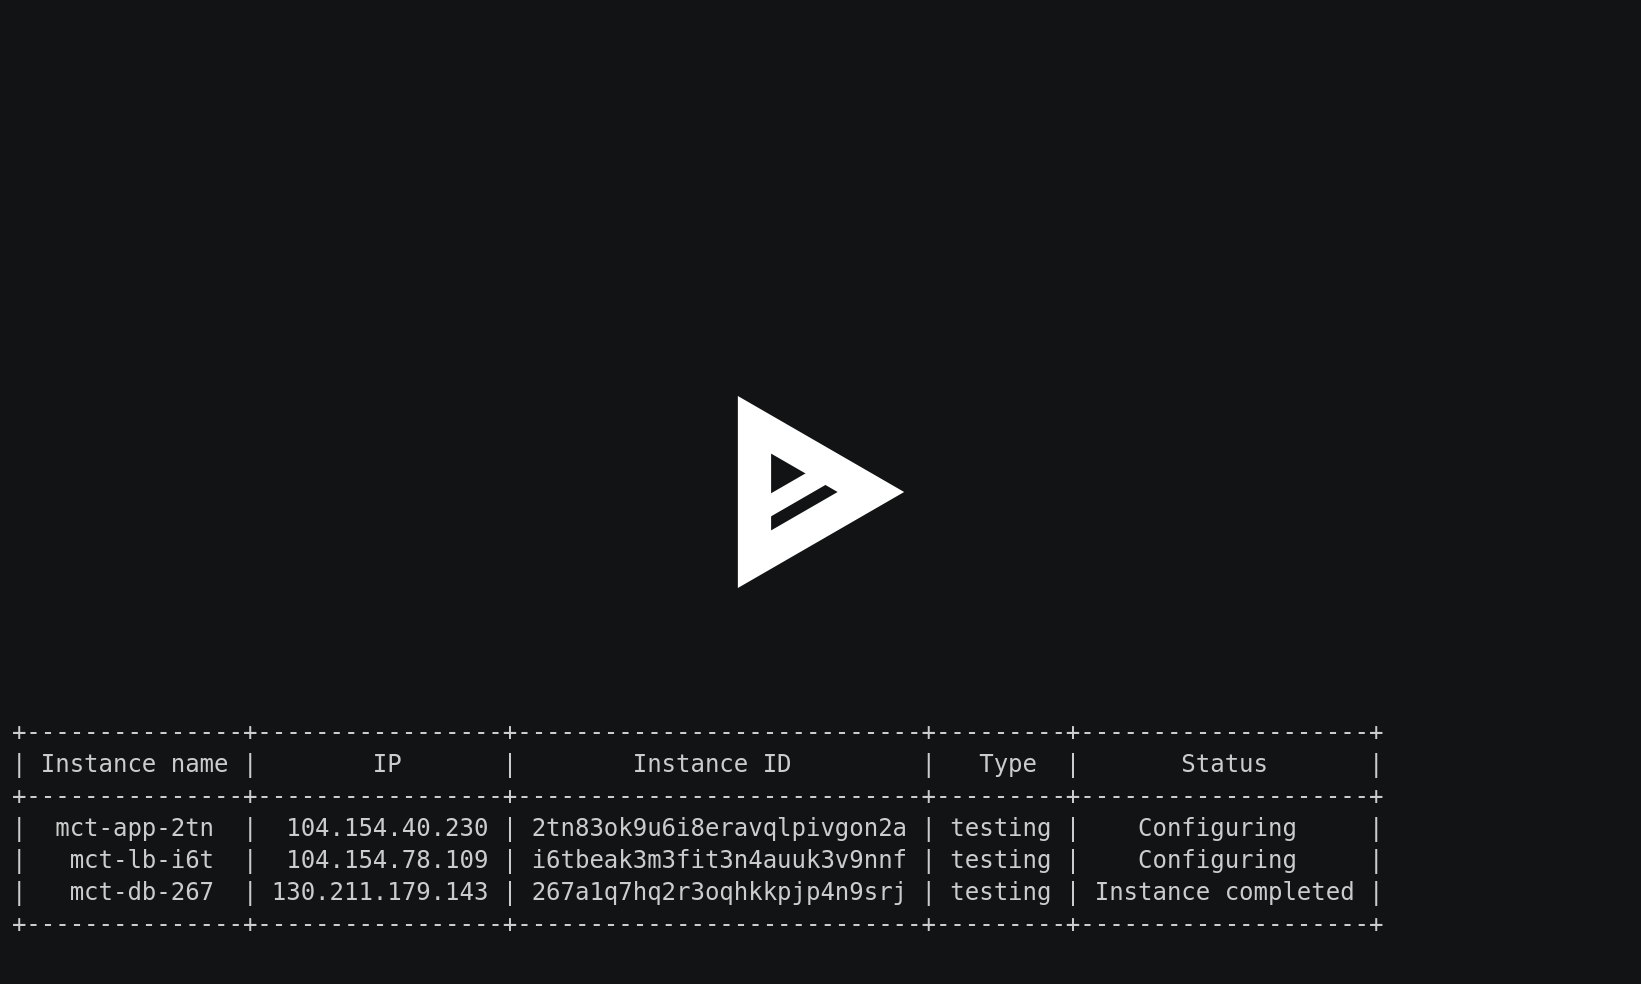 +---------------+-----------------+----------------------------+---------+-------------------+
| Instance name |        IP       |        Instance ID         |   Type  |       Status      |
+---------------+-----------------+----------------------------+---------+-------------------+
|  mct-app-2tn  |  104.154.40.230 | 2tn83ok9u6i8eravqlpivgon2a | testing |    Configuring    |
|   mct-lb-i6t  |  104.154.78.109 | i6tbeak3m3fit3n4auuk3v9nnf | testing |    Configuring    |
|   mct-db-267  | 130.211.179.143 | 267a1q7hq2r3oqhkkpjp4n9srj | testing | Instance completed |
+---------------+-----------------+----------------------------+---------+-------------------+